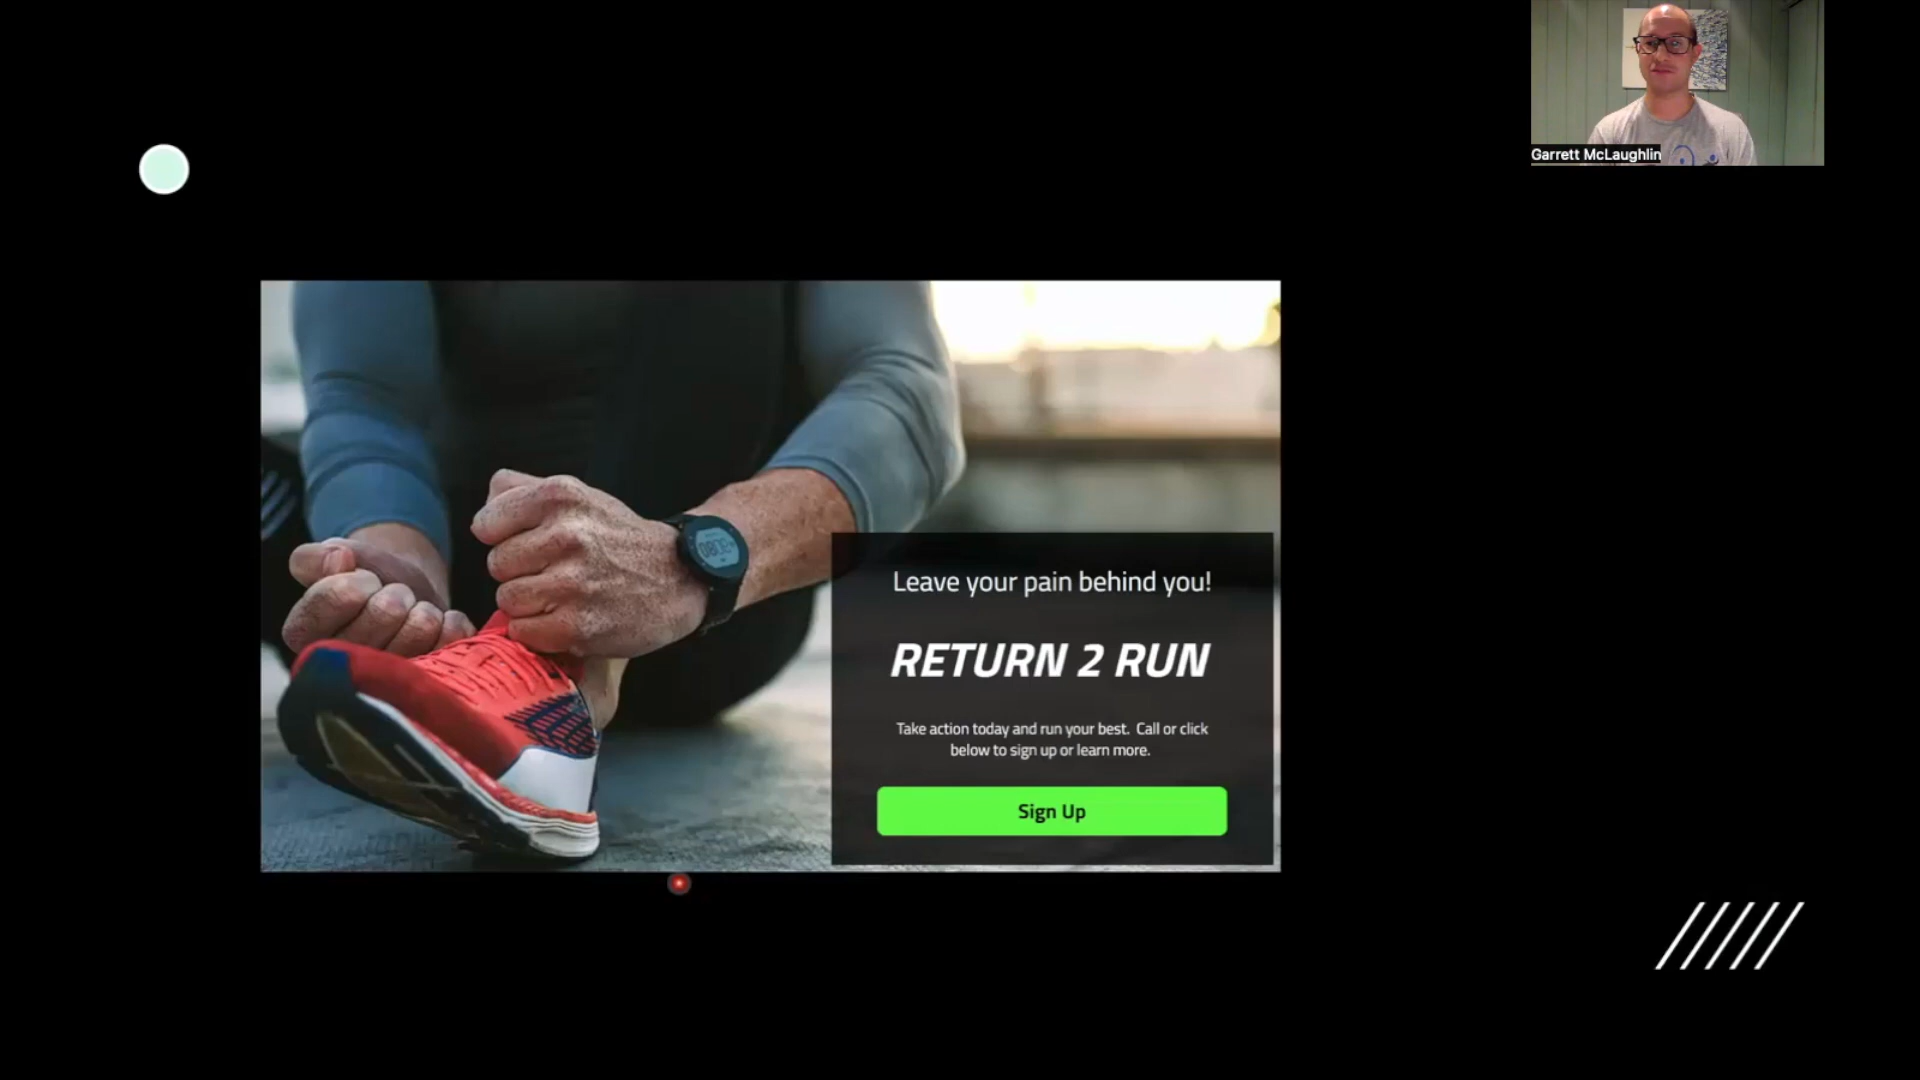 Garrett McLaughlin
Leave your pain behind you!
RETURN 2 RUN
Take action today and run your best. Call or click
below to sign up or learn more.
Sign Up